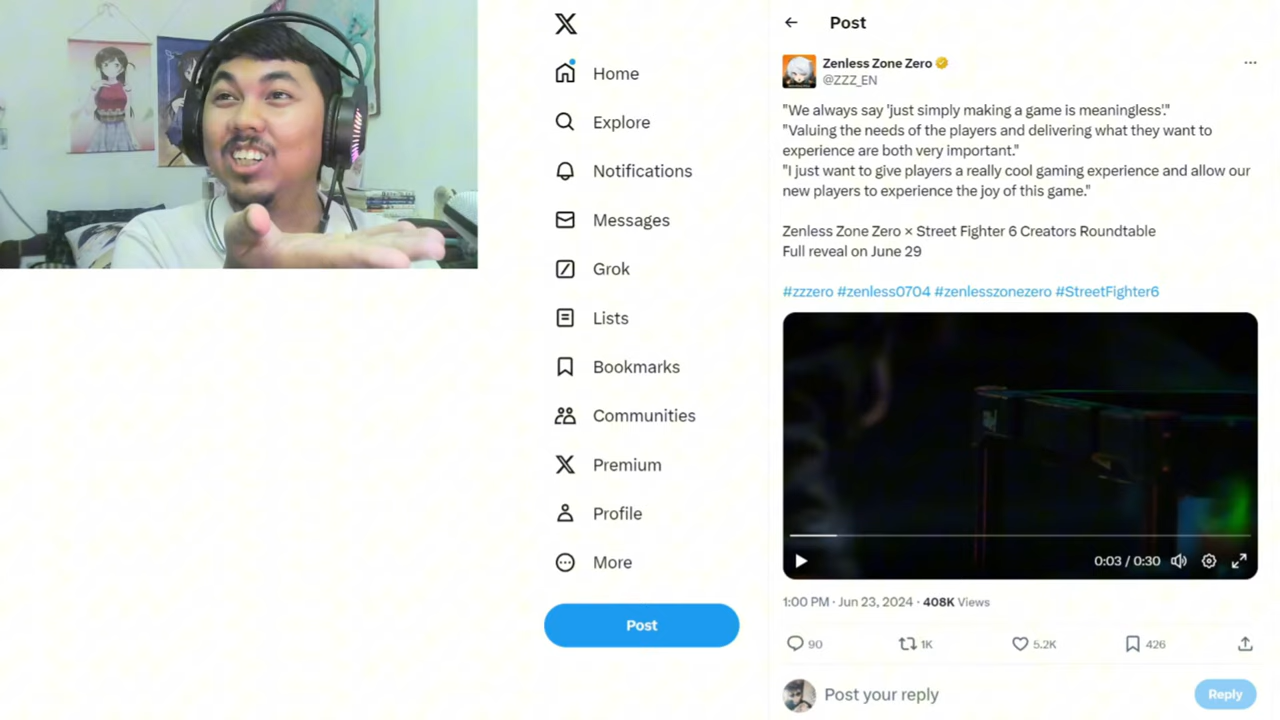 Home
Explore
Notifications
Messages
Grok
Lists
Bookmarks
Communities
Premium
Profile
More
Post
Post
Zenless Zone Zero
@ZZZ_EN
"We always say 'just simply making a game is meaningless'."
"Valuing the needs of the players and delivering what they want to
experience are both very important."
"I just want to give players a really cool gaming experience and allow our
new players to experience the joy of this game."
Zenless Zone Zero × Street Fighter 6 Creators Roundtable
Full reveal on June 29
#zzzero #zenless0704 #zenlesszonezero #StreetFighter6
0:03 / 0:30
1:00 PM · Jun 23, 2024 · 408K Views
90 1K 5.2K 426
Post your reply
Reply